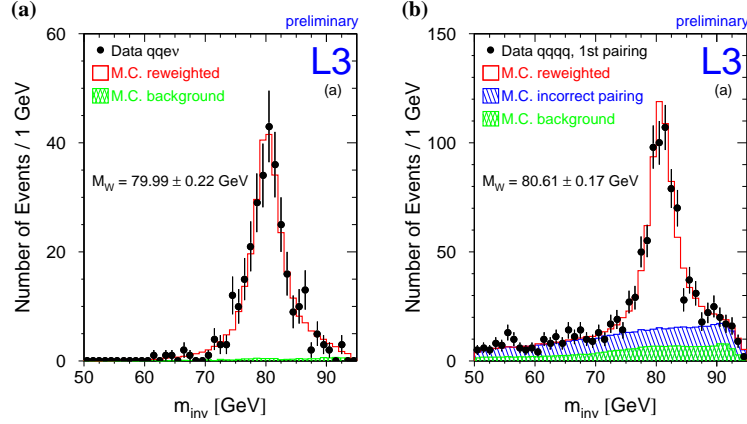 (a)
preliminary
Number of Events / 1 GeV
60
40
20
0
Data qqeν
M.C. reweighted
M.C. background
L3
(a)
M_W = 79.99 ± 0.22 GeV
50 60 70 80 90
m_inv [GeV]
(b)
preliminary
Number of Events / 1 GeV
150
100
50
0
Data qqqq, 1st pairing
M.C. reweighted
M.C. incorrect pairing
M.C. background
L3
(a)
M_W = 80.61 ± 0.17 GeV
50 60 70 80 90
m_inv [GeV]